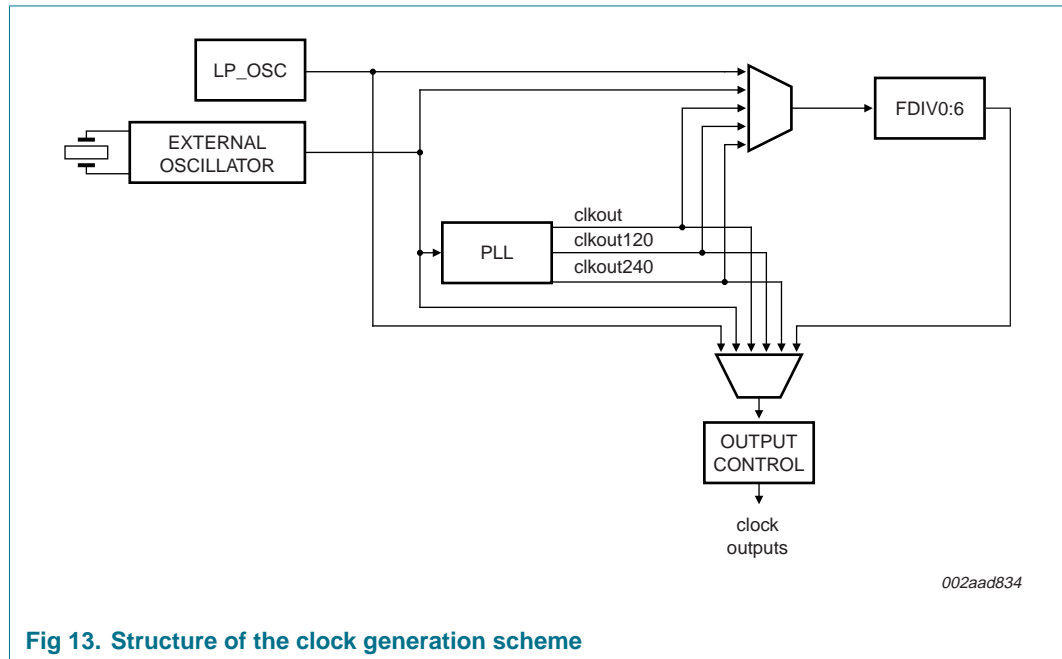 LP_OSC
EXTERNAL
OSCILLATOR
FDIV0:6
PLL
clkout
clkout120
clkout240
OUTPUT
CONTROL
clock
outputs
002aad834
Fig 13. Structure of the clock generation scheme